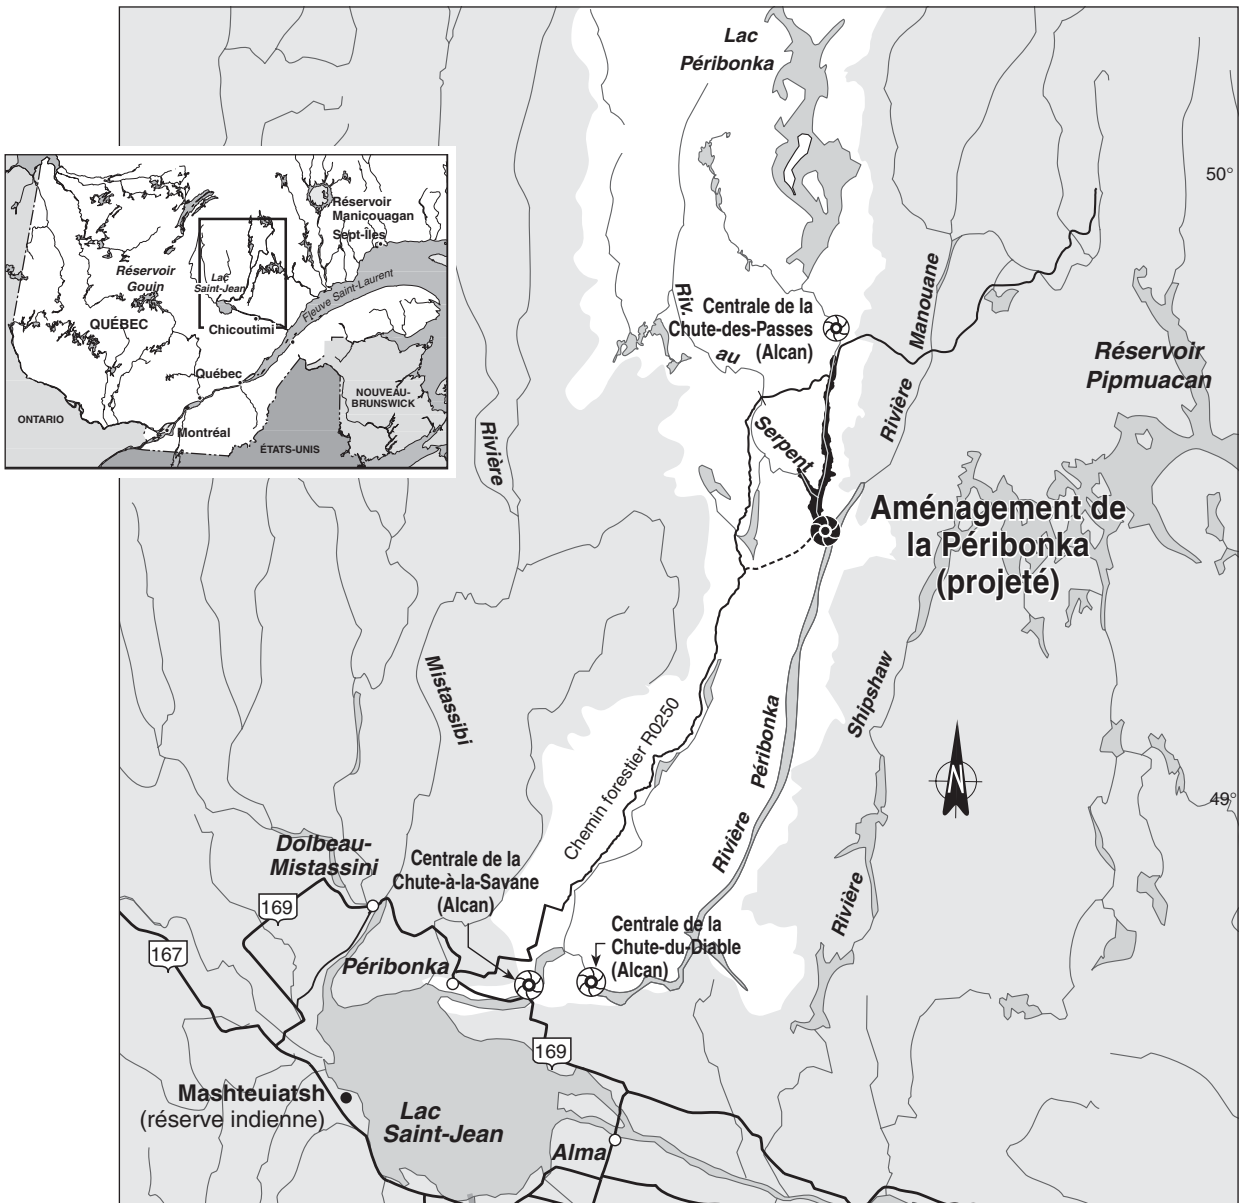 Lac
Péribonka
50°
Réservoir
Manicouagan
Sept-Îles
Réservoir
Gouin
Lac
Saint-Jean
Fleuve Saint-Laurent
QUÉBEC
Chicoutimi
Québec
NOUVEAU-
BRUNSWICK
ONTARIO
Montréal
ÉTATS-UNIS
Riv.
au
Serpent
Centrale de la
Chute-des-Passes
(Alcan)
Rivière
Manouane
Réservoir
Pipmuacan
Rivière
Mistassibi
Aménagement de
la Péribonka
(projeté)
Chemin forestier R0250
Rivière
Péribonka
Rivière
Shipshaw
N
49°
Dolbeau-
Mistassini
Centrale de la
Chute-à-la-Savane
(Alcan)
169
167
Péribonka
Centrale de la
Chute-du-Diable
(Alcan)
169
Mashteuiatsh
(réserve indienne)
Lac
Saint-Jean
Alma